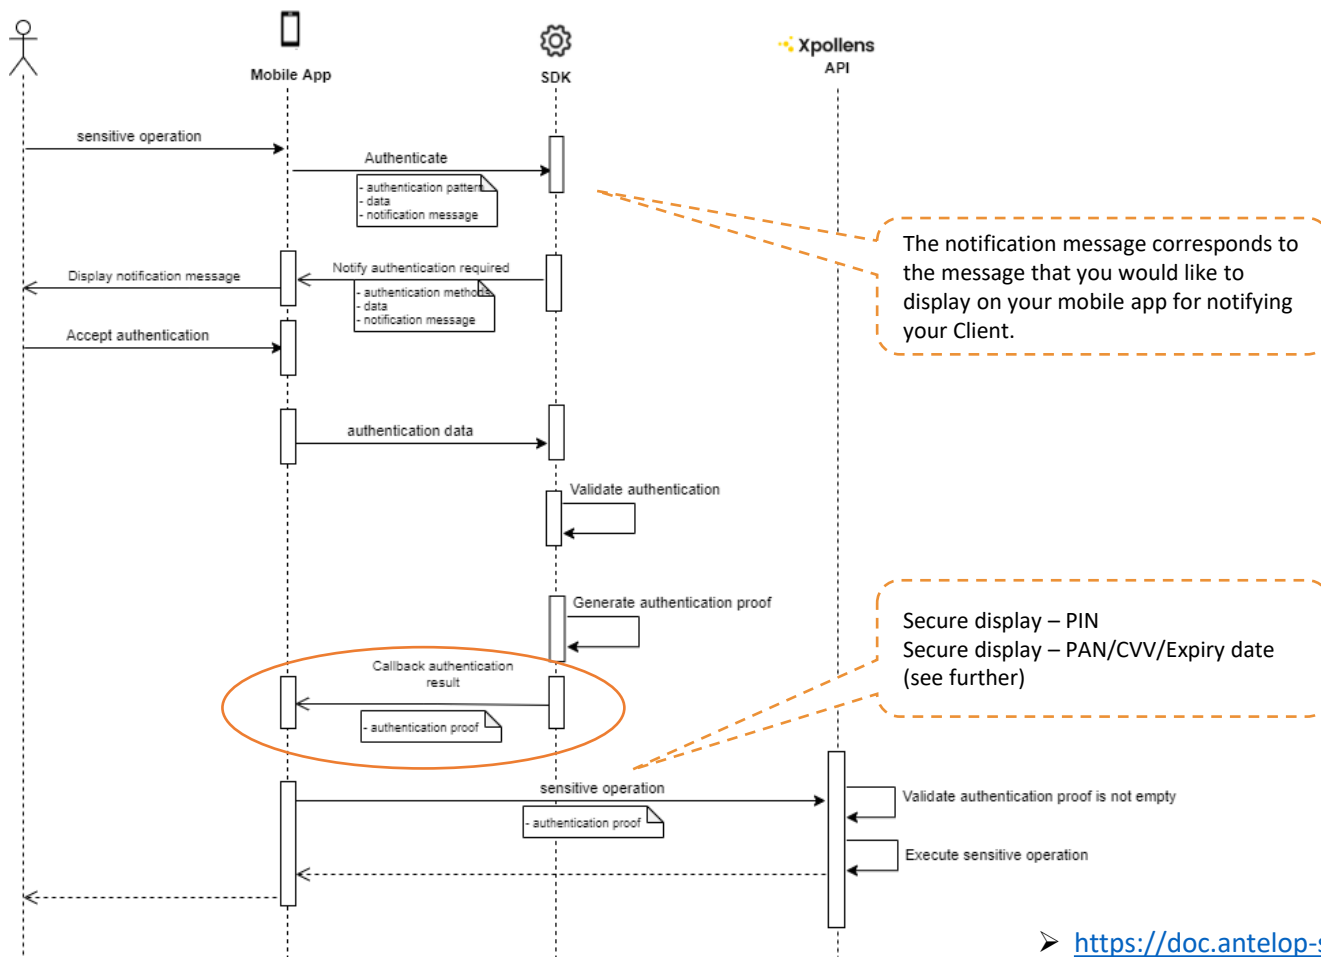 Xpollens
Mobile App
SDK
API
sensitive operation
Authenticate
- authentication pattern
- data
- notification message
The notification message corresponds to
the message that you would like to
display on your mobile app for notifying
your Client.
Notify authentication required
Display notification message
- authentication methods
- data
- notification message
Accept authentication
authentication data
Validate authentication
Generate authentication proof
Secure display – PIN
Secure display – PAN/CVV/Expiry date
(see further)
Callback authentication
result
- authentication proof
sensitive operation
- authentication proof
Validate authentication proof is not empty
Execute sensitive operation
➢ https://doc.antelop-s